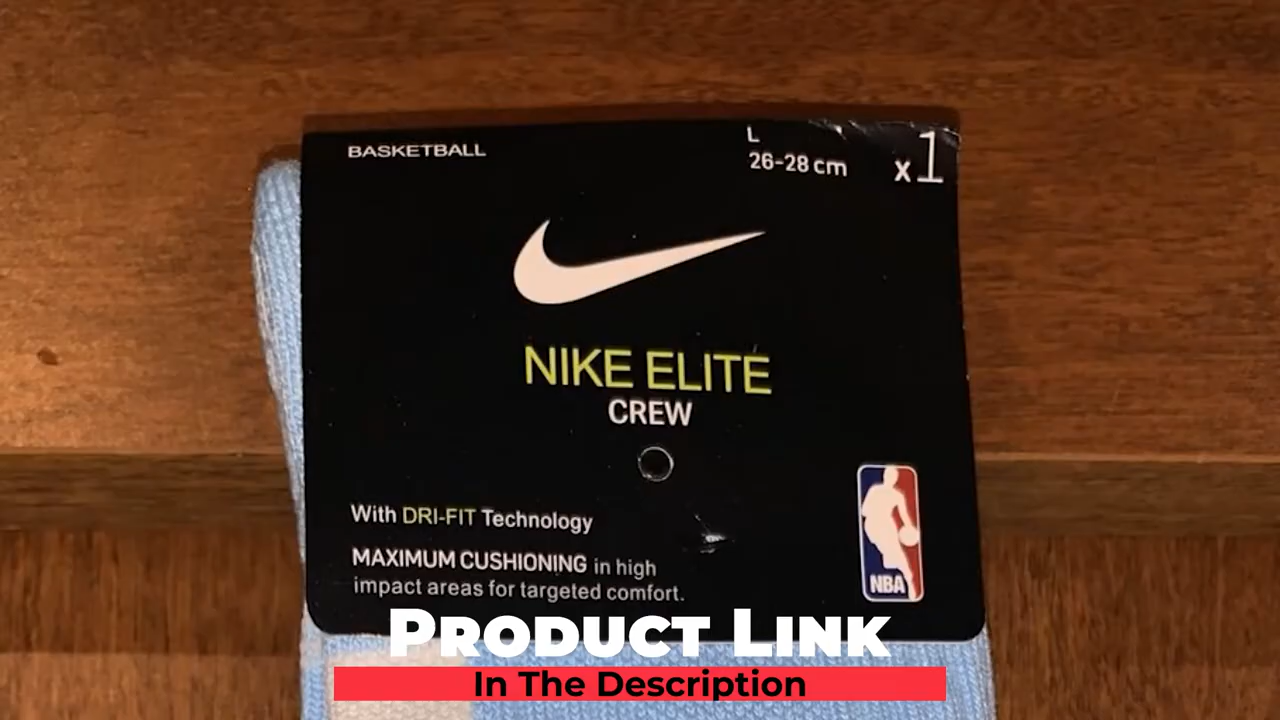 BASKETBALL
L
26-28 cm
x1
NIKE ELITE
CREW
With DRI-FIT Technology
MAXIMUM CUSHIONING in high
impact areas for targeted comfort.
NBA
PRODUCT LINK
In The Description